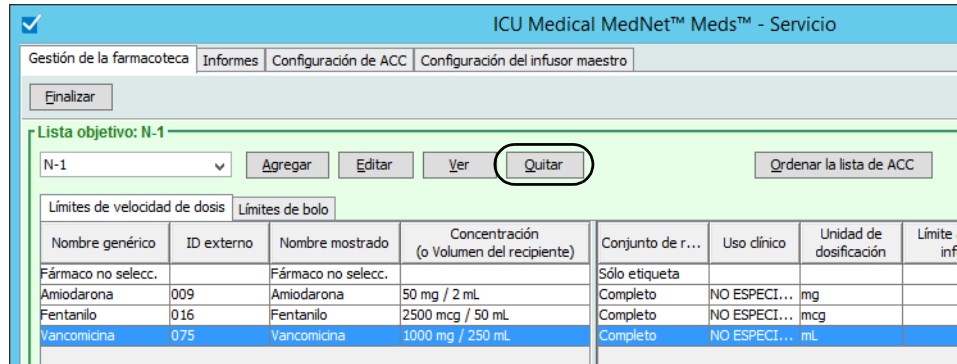 ICU Medical MedNet™ Meds™ - Servicio
Gestión de la farmacoteca Informes Configuración de ACC Configuración del infusor maestro
Finalizar
Lista objetivo: N-1
N-1 Agregar Editar Ver Quitar Ordenar la lista de ACC
Límites de velocidad de dosis Límites de bolo
Nombre genérico ID externo Nombre mostrado Concentración (o Volumen del recipiente) Conjunto de r... Uso clínico Unidad de dosificación Límite inf
Fármaco no selecc. Fármaco no selecc. Sólo etiqueta
Amiodarona 009 Amiodarona 50 mg / 2 mL Completo NO ESPECI... mg
Fentanilo 016 Fentanilo 2500 mcg / 50 mL Completo NO ESPECI... mcg
Vancomicina 075 Vancomicina 1000 mg / 250 mL Completo NO ESPECI... mL